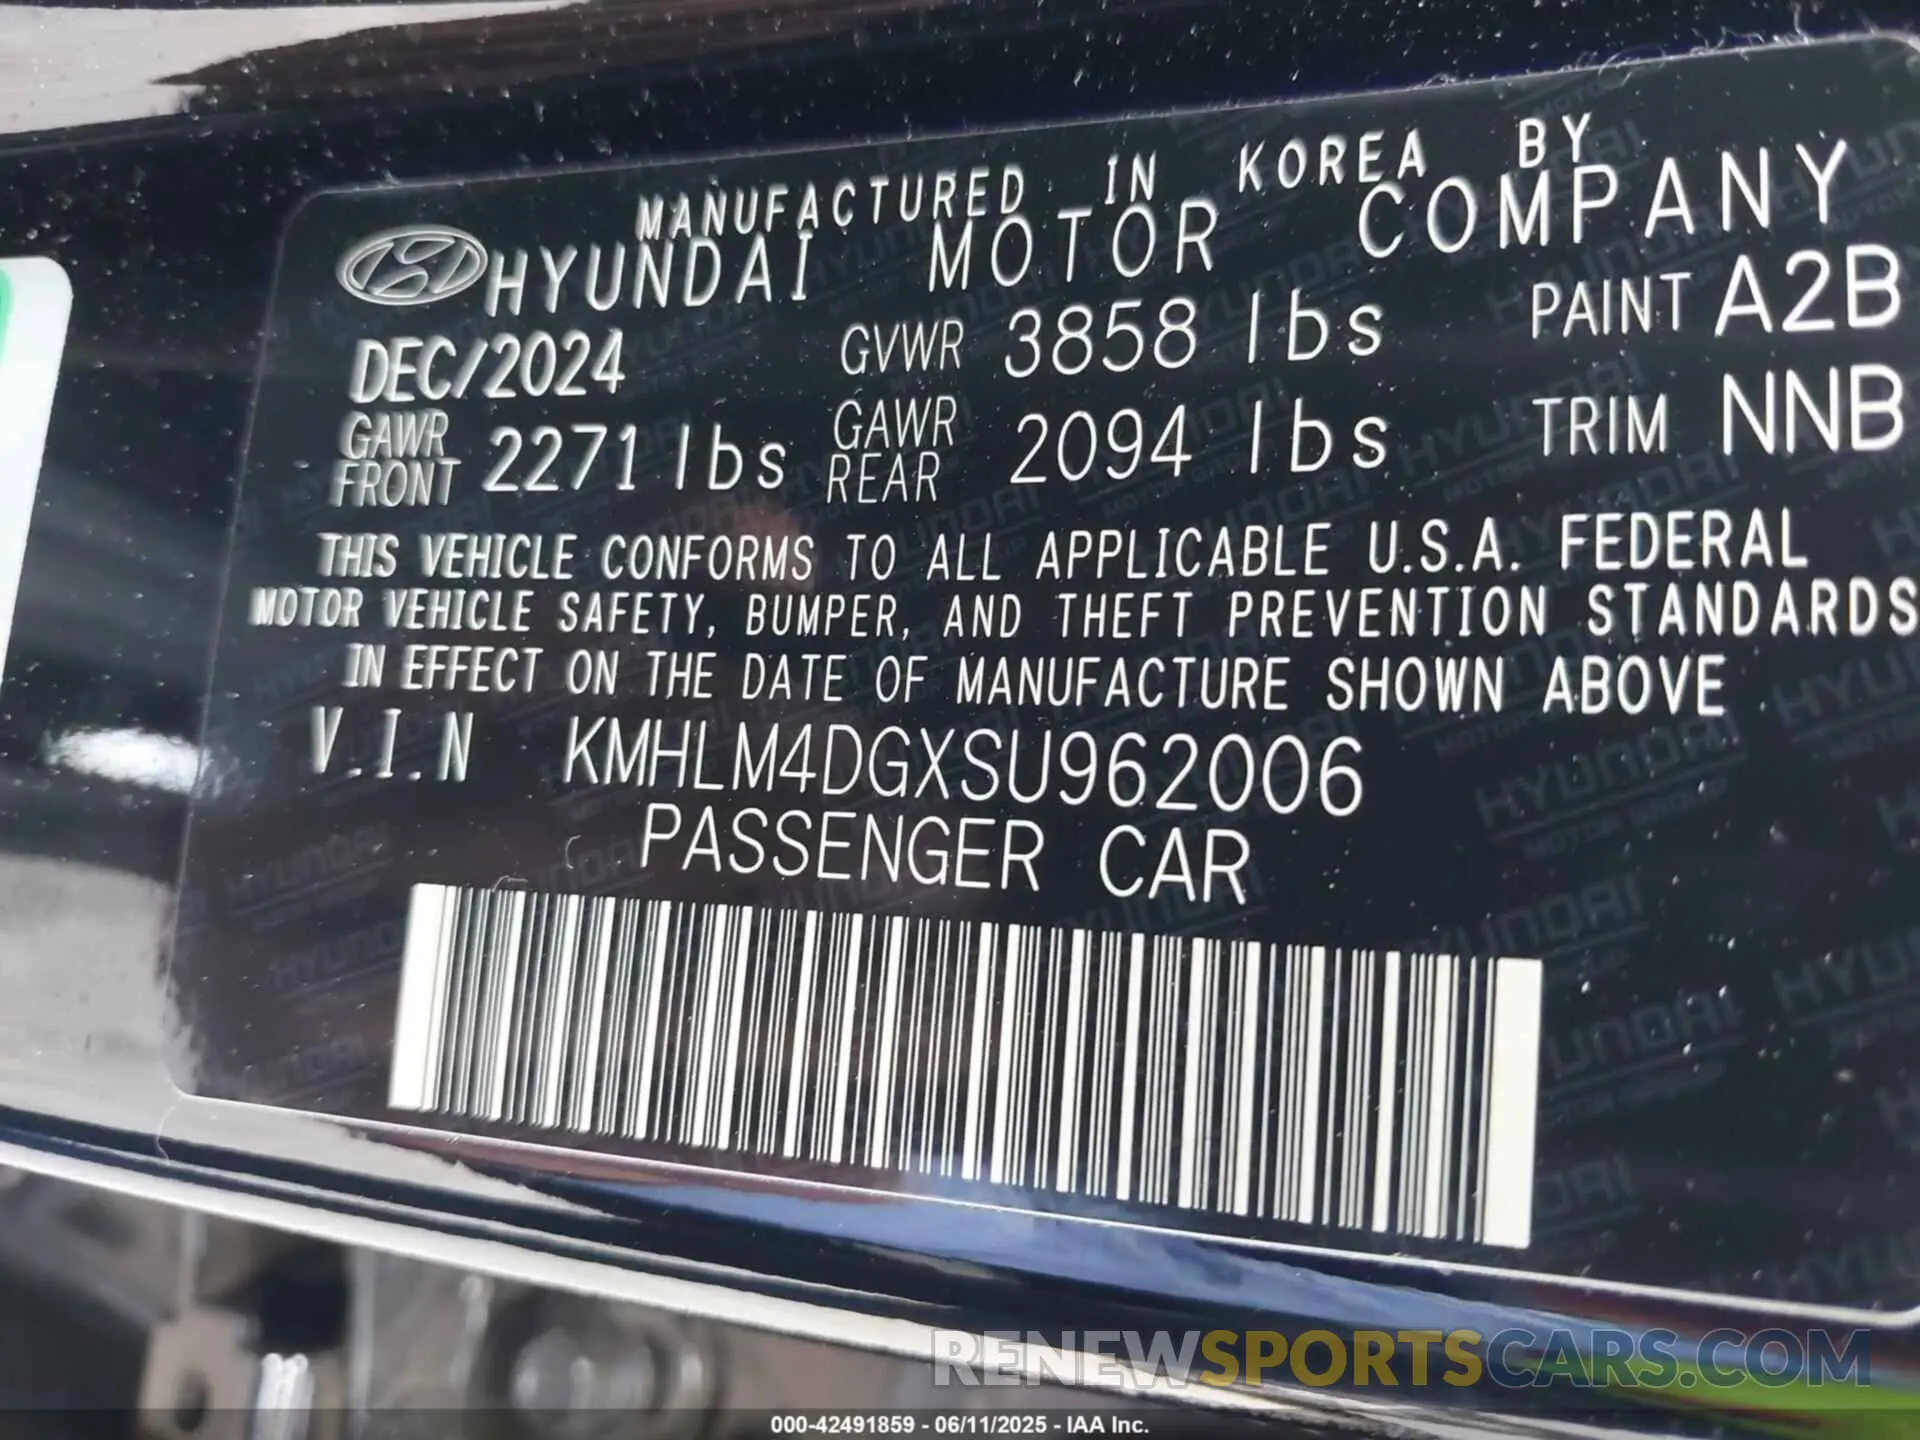 MANUFACTURED IN KOREA BY
HYUNDAI MOTOR COMPANY
DEC/2024 GVWR 3858 lbs PAINT A2B
GAWR FRONT 2271 lbs GAWR REAR 2094 lbs TRIM NNB
THIS VEHICLE CONFORMS TO ALL APPLICABLE U.S.A. FEDERAL
MOTOR VEHICLE SAFETY, BUMPER, AND THEFT PREVENTION STANDARDS
IN EFFECT ON THE DATE OF MANUFACTURE SHOWN ABOVE
V.I.N KMHLM4DGXSU962006
PASSENGER CAR
RENEWSPORTSCARS.COM
000-42491859 - 06/11/2025 - IAA Inc.